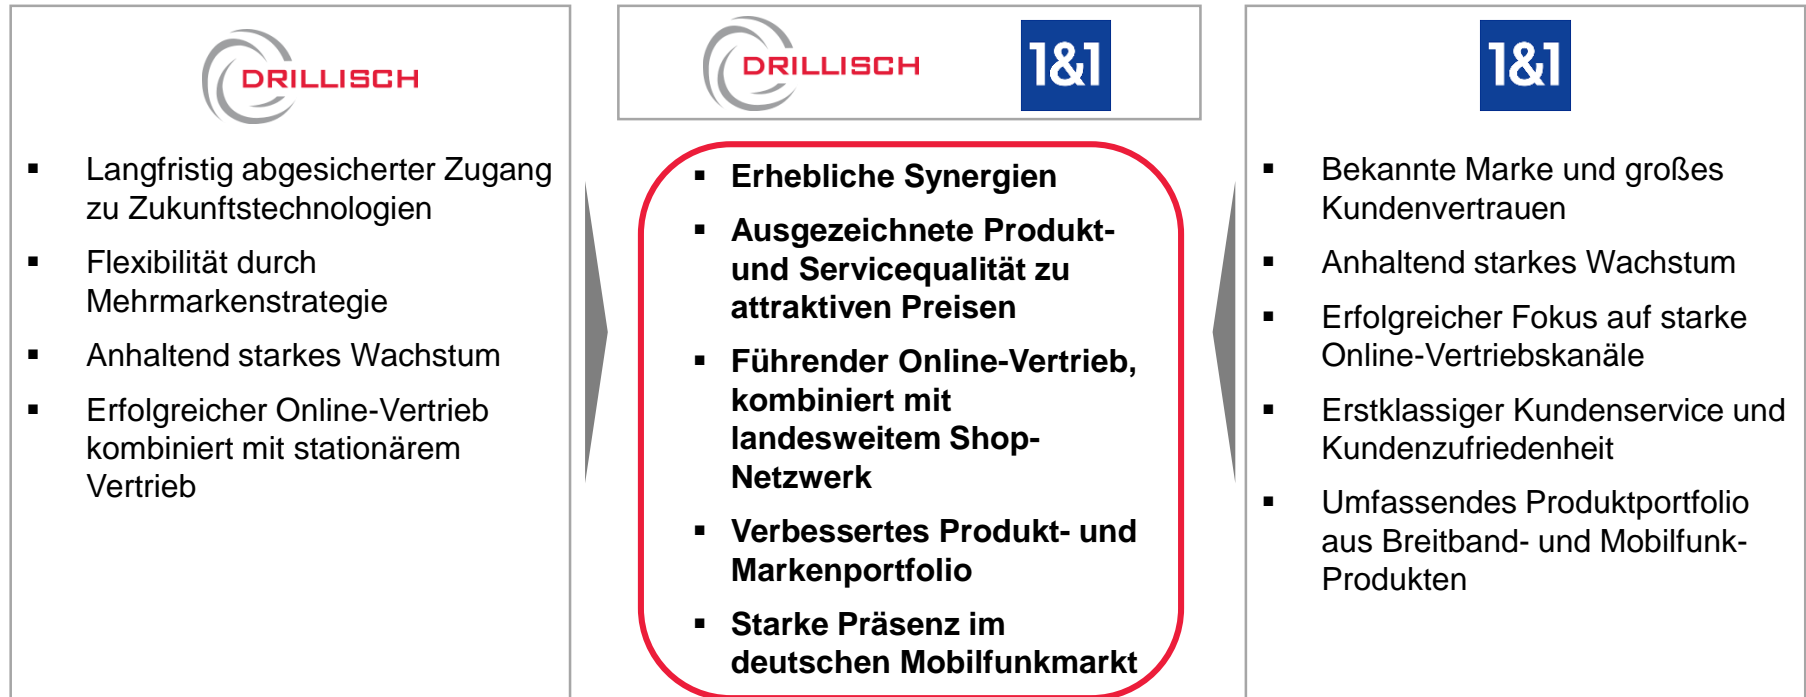 DRILLISCH
▪ Langfristig abgesicherter Zugang
zu Zukunftstechnologien
▪ Flexibilität durch
Mehrmarkenstrategie
▪ Anhaltend starkes Wachstum
▪ Erfolgreicher Online-Vertrieb
kombiniert mit stationärem
Vertrieb
DRILLISCH 1&1
▪ Erhebliche Synergien
▪ Ausgezeichnete Produkt-
und Servicequalität zu
attraktiven Preisen
▪ Führender Online-Vertrieb,
kombiniert mit
landesweitem Shop-
Netzwerk
▪ Verbessertes Produkt- und
Markenportfolio
▪ Starke Präsenz im
deutschen Mobilfunkmarkt
1&1
▪ Bekannte Marke und großes
Kundenvertrauen
▪ Anhaltend starkes Wachstum
▪ Erfolgreicher Fokus auf starke
Online-Vertriebskanäle
▪ Erstklassiger Kundenservice und
Kundenzufriedenheit
▪ Umfassendes Produktportfolio
aus Breitband- und Mobilfunk-
Produkten